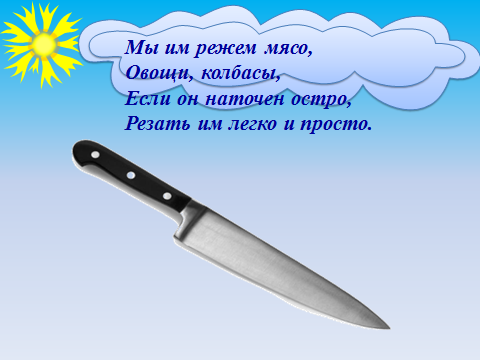 Мы им режем мясо,
Овощи, колбасы,
Если он наточен остро,
Резать им легко и просто.